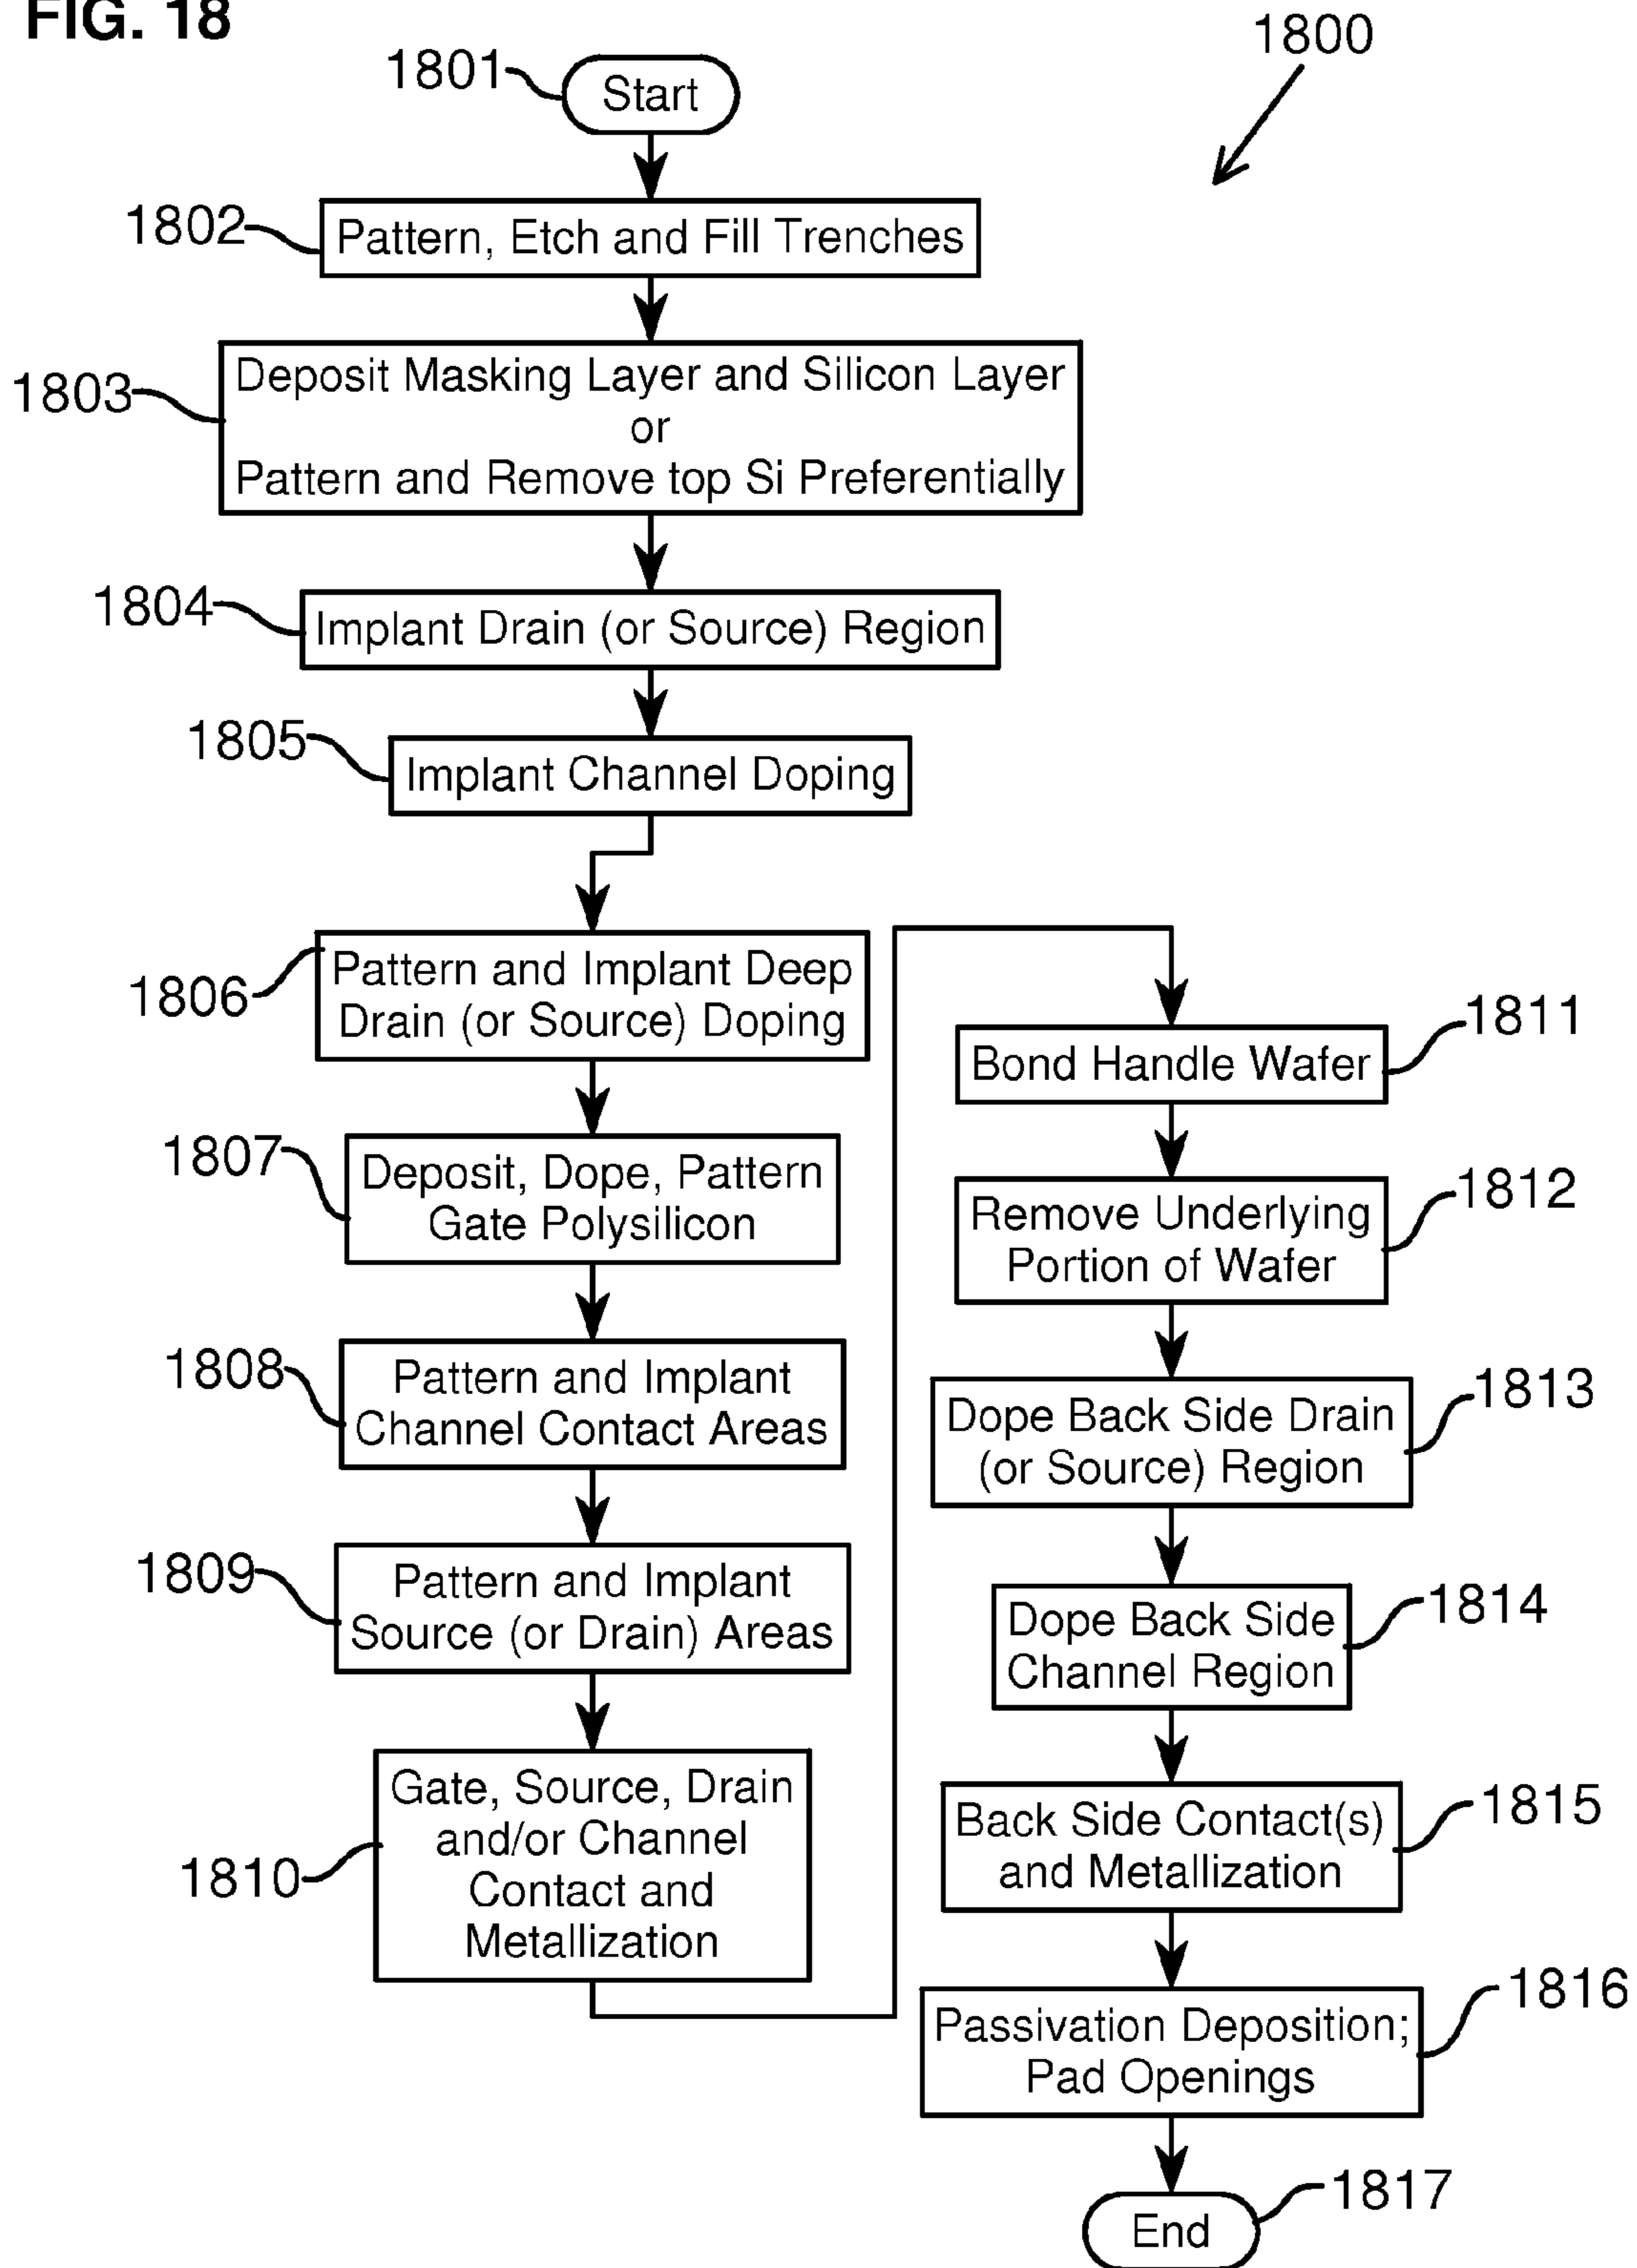 FIG. 18
1800
1801
Start
1802
Pattern, Etch and Fill Trenches
1803
Deposit Masking Layer and Silicon Layer
or
Pattern and Remove top Si Preferentially
1804
Implant Drain (or Source) Region
1805
Implant Channel Doping
1806
Pattern and Implant Deep
Drain (or Source) Doping
1807
Deposit, Dope, Pattern
Gate Polysilicon
1808
Pattern and Implant
Channel Contact Areas
1809
Pattern and Implant
Source (or Drain) Areas
1810
Gate, Source, Drain
and/or Channel
Contact and
Metallization
1811
Bond Handle Wafer
1812
Remove Underlying
Portion of Wafer
1813
Dope Back Side Drain
(or Source) Region
1814
Dope Back Side
Channel Region
1815
Back Side Contact(s)
and Metallization
1816
Passivation Deposition;
Pad Openings
1817
End